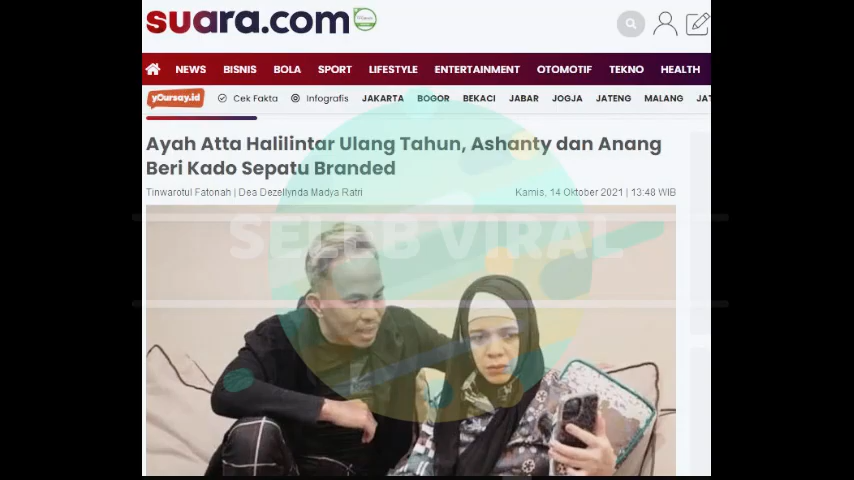 suara.com
NEWS BISNIS BOLA SPORT LIFESTYLE ENTERTAINMENT OTOMOTIF TEKNO HEALTH
yOursay.id Cek Fakta Infografis JAKARTA BOGOR BEKACI JABAR JOGJA JATENG MALANG JAT
Ayah Atta Halilintar Ulang Tahun, Ashanty dan Anang
Beri Kado Sepatu Branded
Tinwarotul Fatonah | Dea Dezellynda Madya Ratri Kamis, 14 Oktober 2021 | 13:48 WIB
SELEB VIRAL